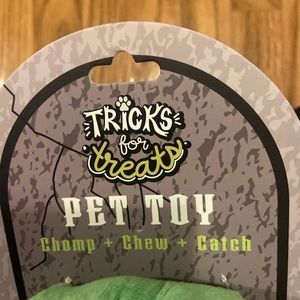 TRICKS
for
treats
PET TOY
Chomp + Chew + Catch